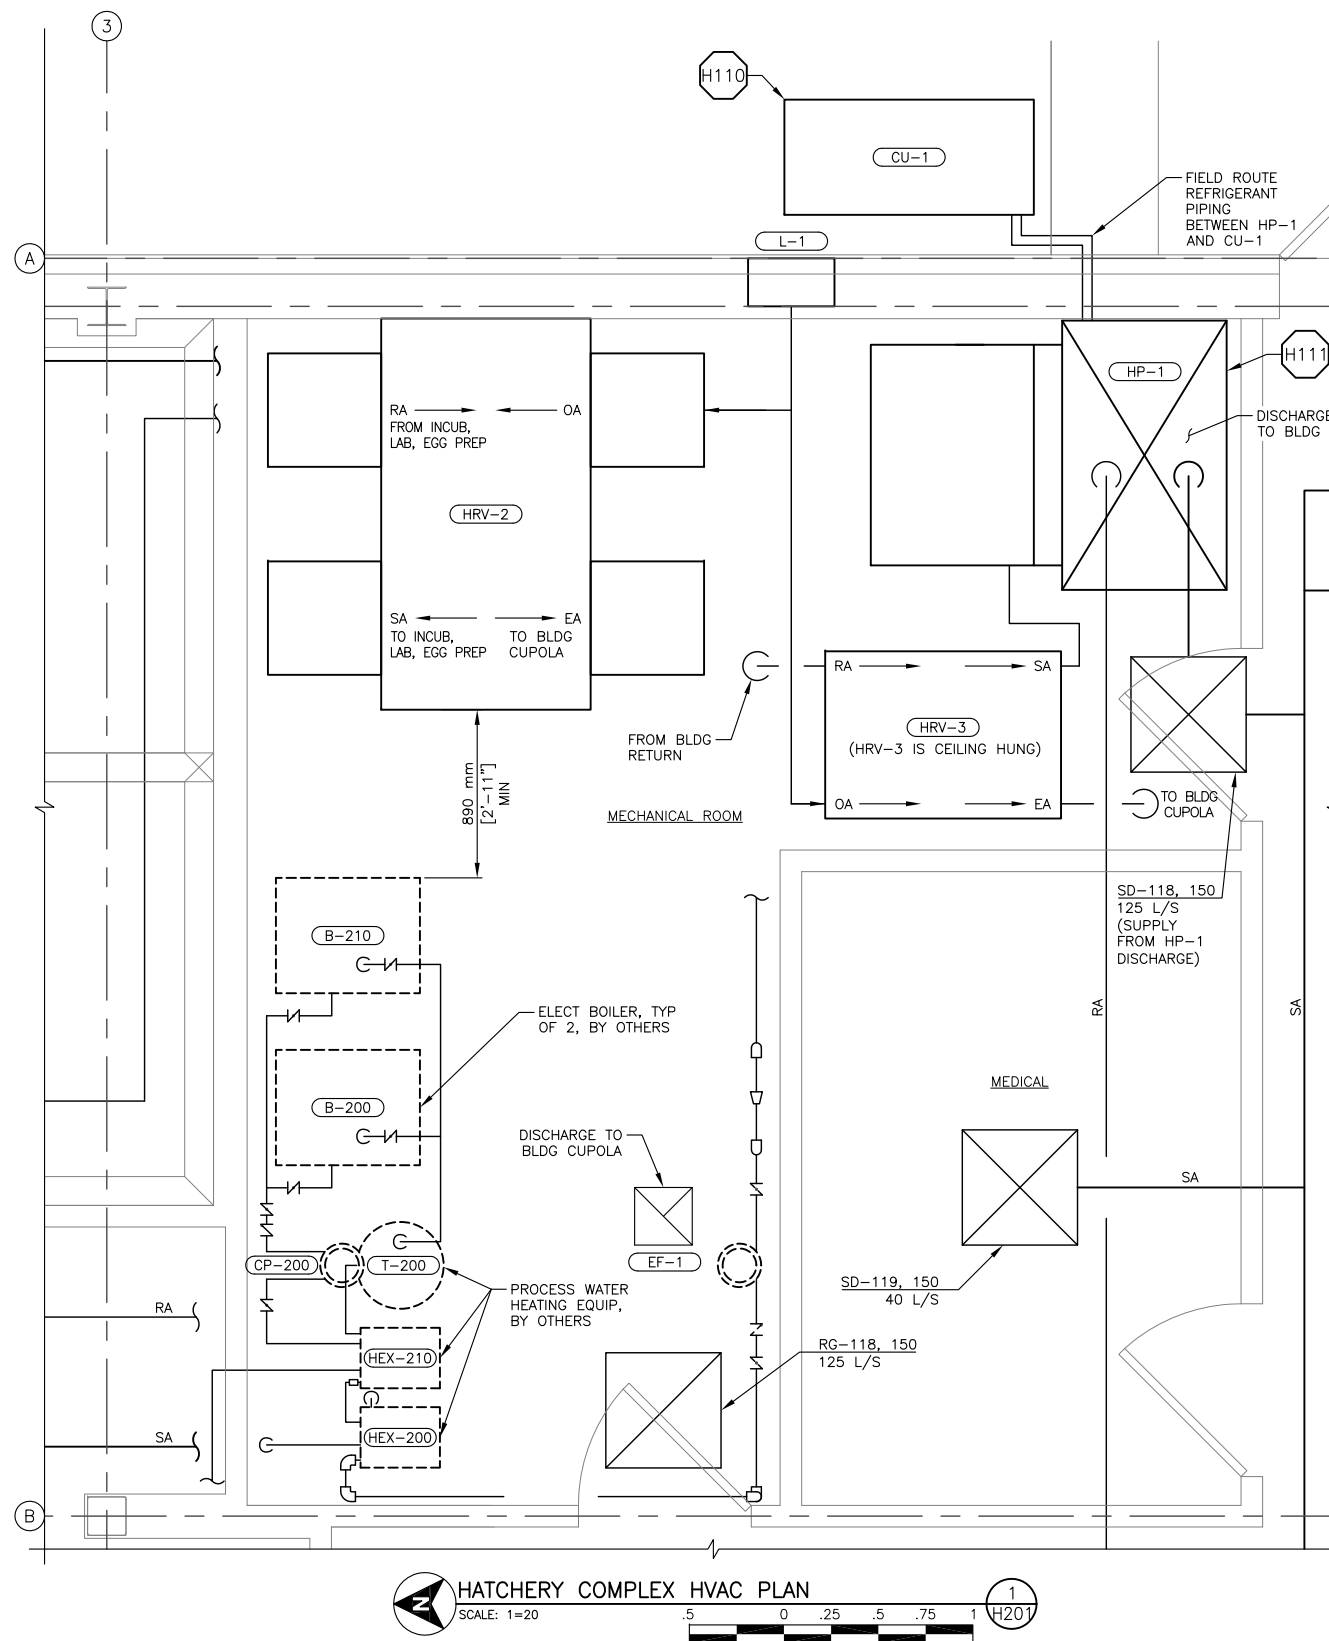 3
H110
CU-1
FIELD ROUTE
REFRIGERANT
PIPING
BETWEEN HP-1
AND CU-1
L-1
A
HP-1
H111
DISCHARGE
TO BLDG
RA
OA
FROM INCUB,
LAB, EGG PREP
HRV-2
SA
EA
TO INCUB,
LAB, EGG PREP
TO BLDG
CUPOLA
RA
SA
HRV-3
(HRV-3 IS CEILING HUNG)
OA
EA
FROM BLDG
RETURN
TO BLDG
CUPOLA
890 mm
[2'-11"]
MIN
MECHANICAL ROOM
SD-118, 150
125 L/S
(SUPPLY
FROM HP-1
DISCHARGE)
B-210
ELECT BOILER, TYP
OF 2, BY OTHERS
RA
SA
MEDICAL
B-200
DISCHARGE TO
BLDG CUPOLA
SA
CP-200
T-200
EF-1
PROCESS WATER
HEATING EQUIP,
BY OTHERS
SD-119, 150
40 L/S
RA
HEX-210
RG-118, 150
125 L/S
SA
HEX-200
B
N
HATCHERY COMPLEX HVAC PLAN
SCALE: 1=20
1
H201
.5 0 .25 .5 .75 1